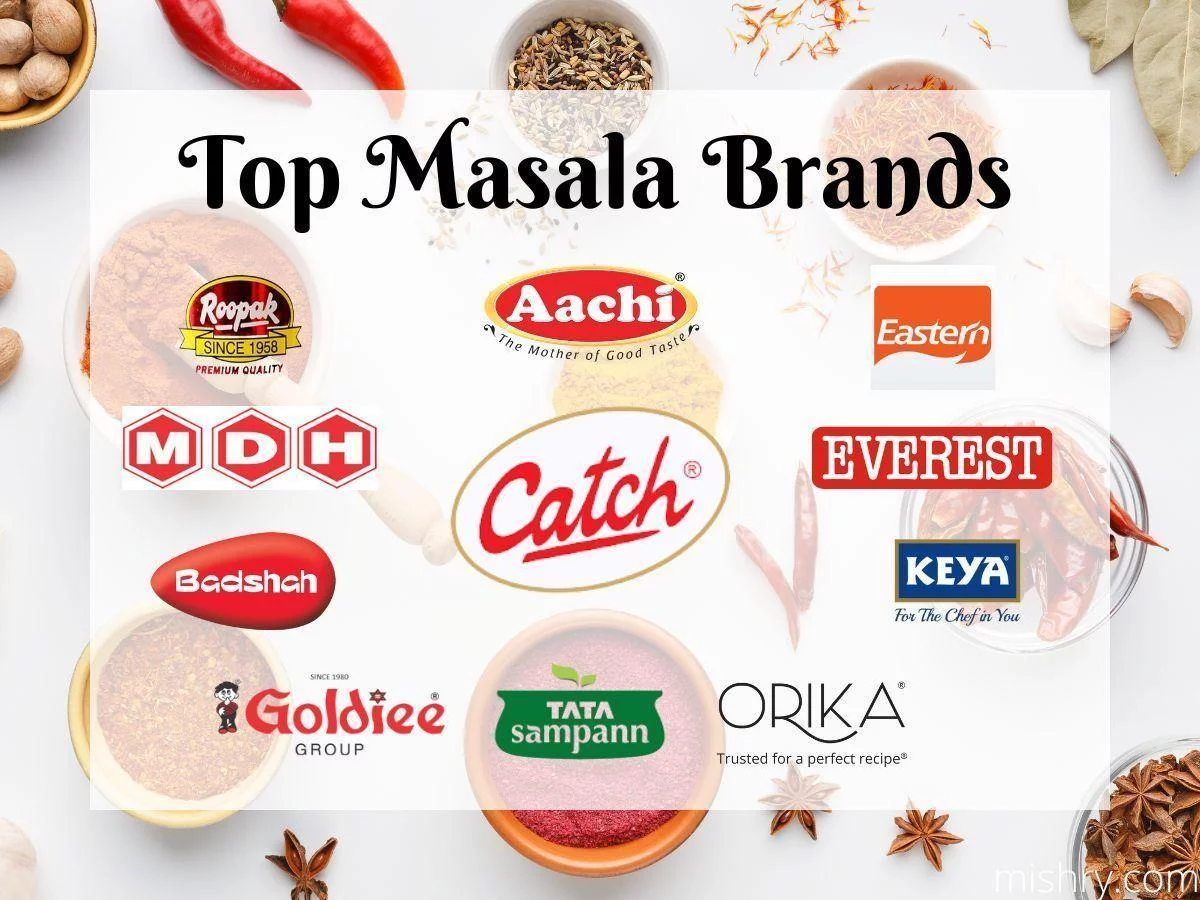 Top Masala Brands
Roopak
SINCE 1958
PREMIUM QUALITY
Aachi®
The Mother of Good Taste
Eastern
MDH
Catch®
EVEREST
Badshah
KEYA®
For The Chef in You
SINCE 1980
Goldiee®
GROUP
TATA
sampann
ORIKA®
Trusted for a perfect recipe®
mishry.com